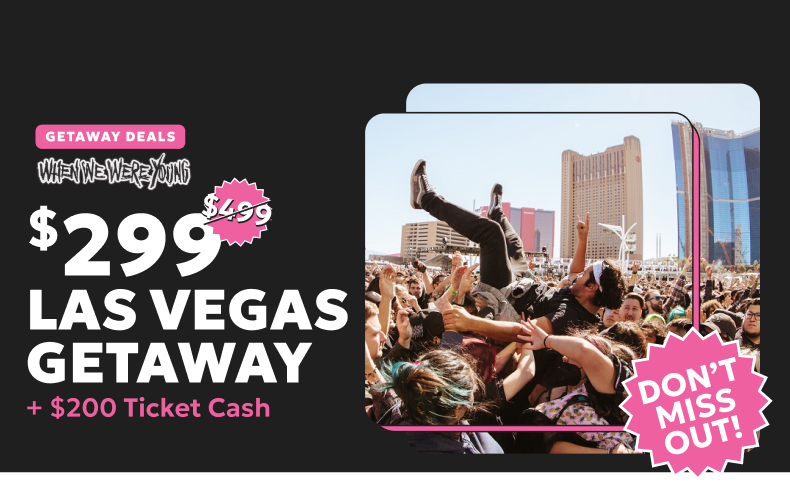 GETAWAY DEALS
WHEN WE WERE YOUNG
$499
$299
LAS VEGAS
GETAWAY
+ $200 Ticket Cash
DON'T
MISS
OUT!